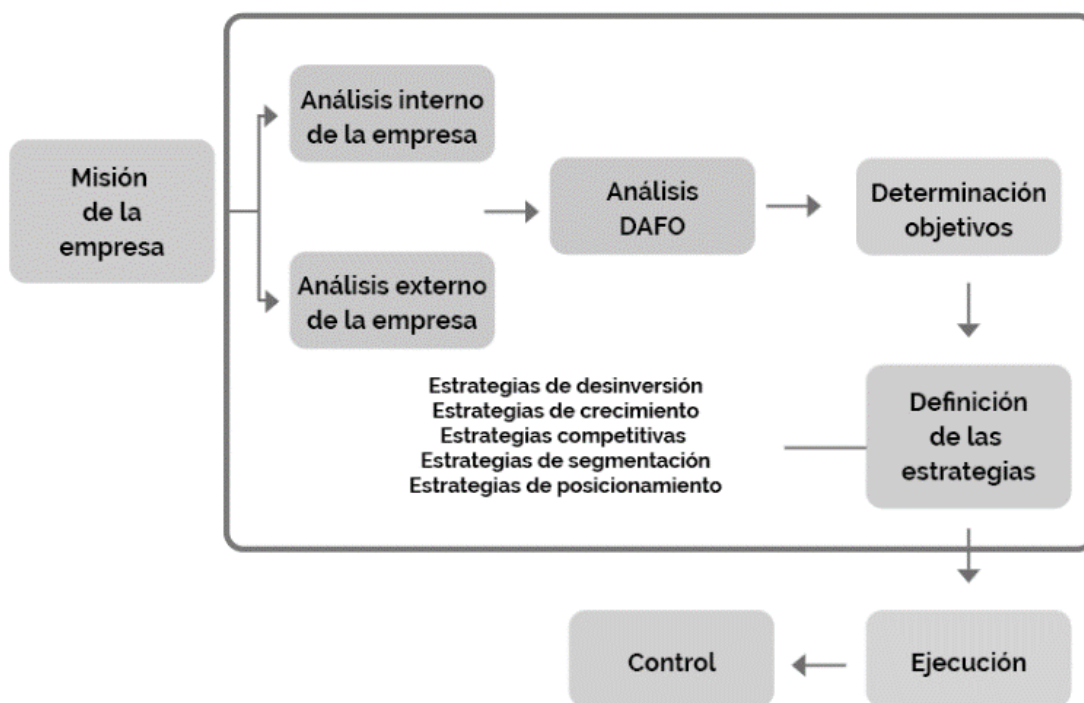 Misión
de la
empresa
Análisis interno
de la empresa
Análisis externo
de la empresa
Análisis
DAFO
Determinación
objetivos
Estrategias de desinversión
Estrategias de crecimiento
Estrategias competitivas
Estrategias de segmentación
Estrategias de posicionamiento
Definición
de las
estrategias
Ejecución
Control